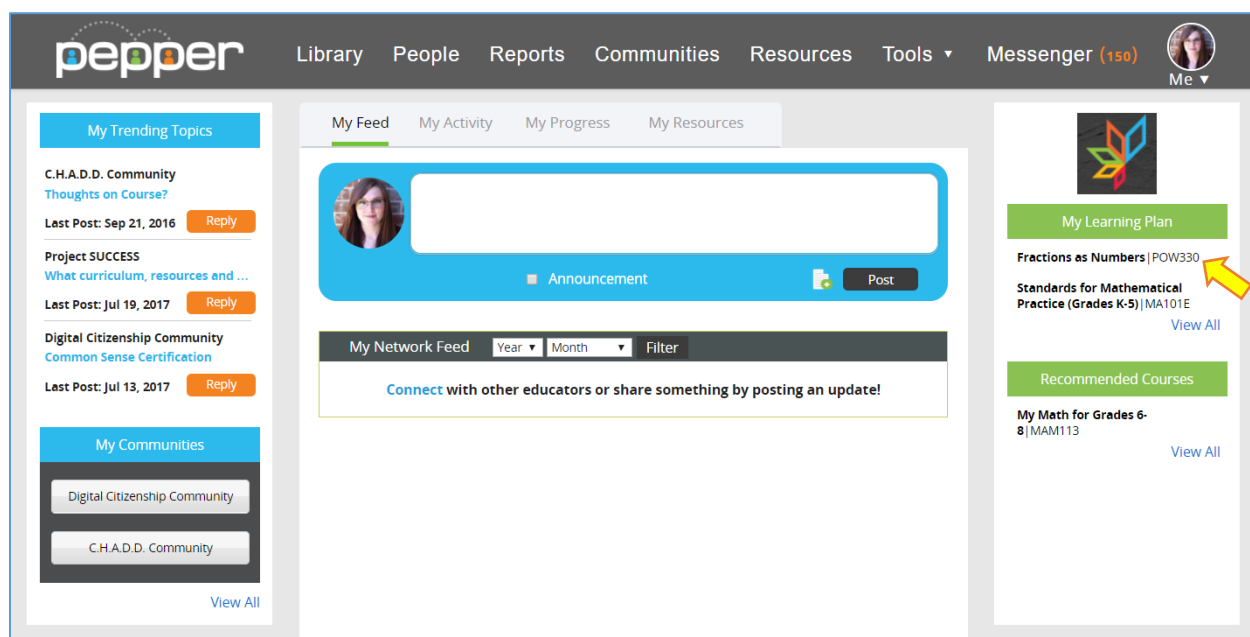 pepper
Library People Reports Communities Resources Tools ▼ Messenger (150)
Me ▼
My Trending Topics
C.H.A.D.D. Community
Thoughts on Course?
Last Post: Sep 21, 2016 Reply
Project SUCCESS
What curriculum, resources and ...
Last Post: Jul 19, 2017 Reply
Digital Citizenship Community
Common Sense Certification
Last Post: Jul 13, 2017 Reply
My Communities
Digital Citizenship Community
C.H.A.D.D. Community
View All
My Feed My Activity My Progress My Resources
Announcement Post
My Network Feed Year ▼ Month ▼ Filter
Connect with other educators or share something by posting an update!
My Learning Plan
Fractions as Numbers|POW330
Standards for Mathematical
Practice (Grades K-5)|MA101E
View All
Recommended Courses
My Math for Grades 6-
8|MAM113
View All